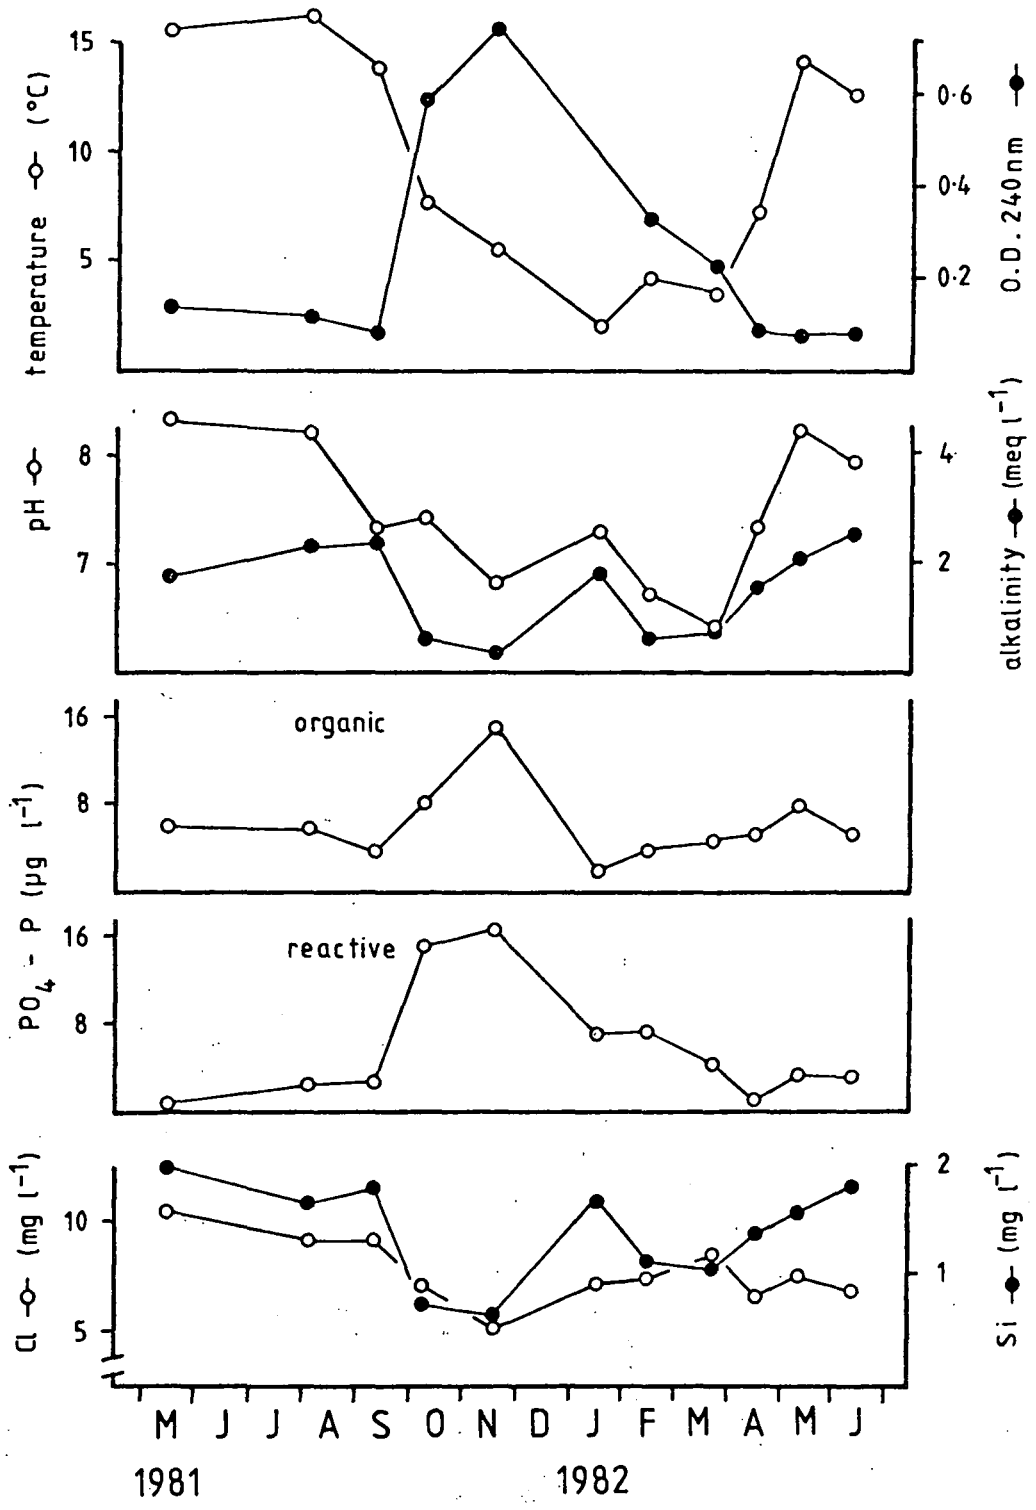 temperature (°C)
15
10
5
0·6
0·4
0·2
O.D. 240nm
pH
8
7
4
2
alkalinity (meq l⁻¹)
organic
16
8
reactive
16
8
PO₄ - P (µg l⁻¹)
Cl (mg l⁻¹)
10
5
2
1
Si (mg l⁻¹)
M J J A S O N D J F M A M J
1981 1982